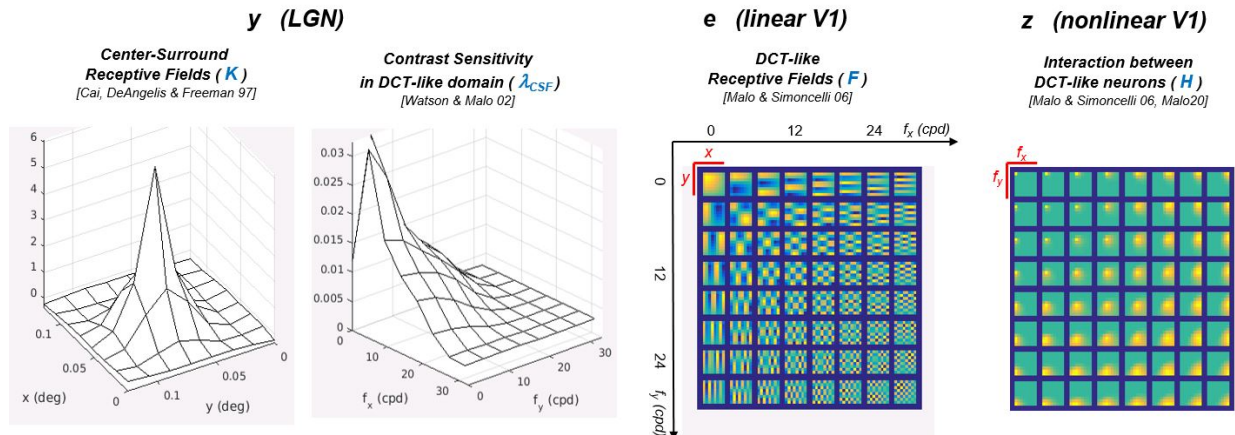 y (LGN)
e (linear V1)
z (nonlinear V1)
Center-Surround
Receptive Fields ( K )
[Cai, DeAngelis & Freeman 97]
Contrast Sensitivity
in DCT-like domain ( λCSF )
[Watson & Malo 02]
DCT-like
Receptive Fields ( F )
[Malo & Simoncelli 06]
Interaction between
DCT-like neurons ( H )
[Malo & Simoncelli 06, Malo20]
6
5
4
3
2
1
0
0.1
0.05
0
x (deg)
0.1
0.05
0
y (deg)
0.03
0.025
0.02
0.015
0.01
0.005
0
0
10
20
30
fx (cpd)
0
10
20
30
fy (cpd)
0 12 24 fx (cpd)
x
y
0
12
24
fy (cpd)
fx
fy